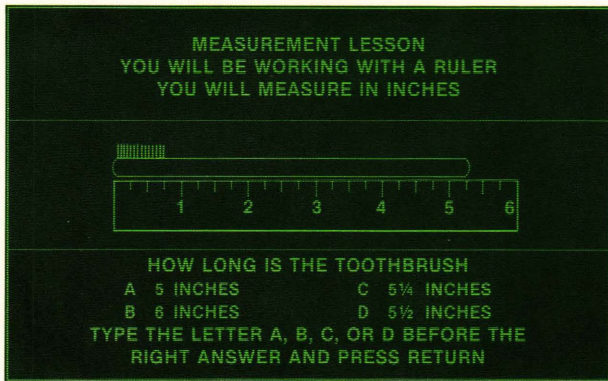 MEASUREMENT LESSON
YOU WILL BE WORKING WITH A RULER
YOU WILL MEASURE IN INCHES
1 2 3 4 5 6
HOW LONG IS THE TOOTHBRUSH
A 5 INCHES C 5¼ INCHES
B 6 INCHES D 5½ INCHES
TYPE THE LETTER A, B, C, OR D BEFORE THE
RIGHT ANSWER AND PRESS RETURN